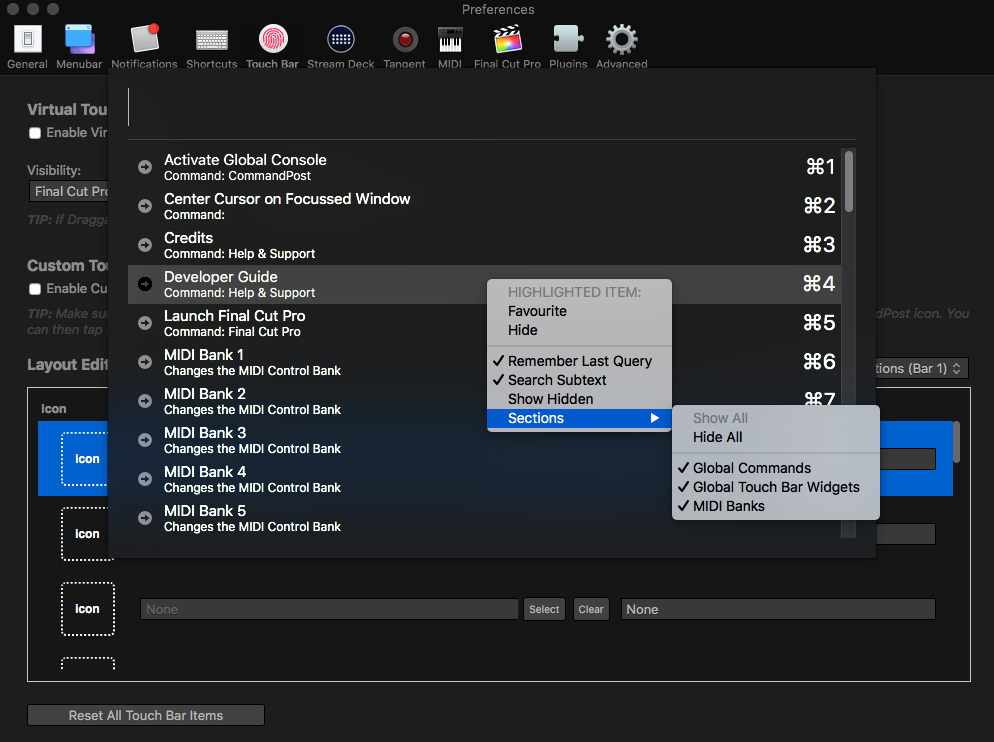 Preferences
General Menubar Notifications Shortcuts Touch Bar Stream Deck Tangent MIDI Final Cut Pro Plugins Advanced
Virtual Tou
Enable Vir
Visibility:
Final Cut Pro
TIP: If Dragg
Custom Tou
Enable Cu
TIP: Make su
dPost icon. You
can then tap
Layout Edit
tions (Bar 1)
Icon
icon
icon
icon
None Select Clear None
Reset All Touch Bar Items
Activate Global Console ⌘1
Command: CommandPost
Center Cursor on Focussed Window ⌘2
Command:
Credits ⌘3
Command: Help & Support
Developer Guide ⌘4
Command: Help & Support
Launch Final Cut Pro ⌘5
Command: Final Cut Pro
MIDI Bank 1 ⌘6
Changes the MIDI Control Bank
MIDI Bank 2 ⌘7
Changes the MIDI Control Bank
MIDI Bank 3
Changes the MIDI Control Bank
MIDI Bank 4
Changes the MIDI Control Bank
MIDI Bank 5
Changes the MIDI Control Bank
HIGHLIGHTED ITEM:
Favourite
Hide
✓ Remember Last Query
✓ Search Subtext
Show Hidden
Sections
Show All
Hide All
✓ Global Commands
✓ Global Touch Bar Widgets
✓ MIDI Banks